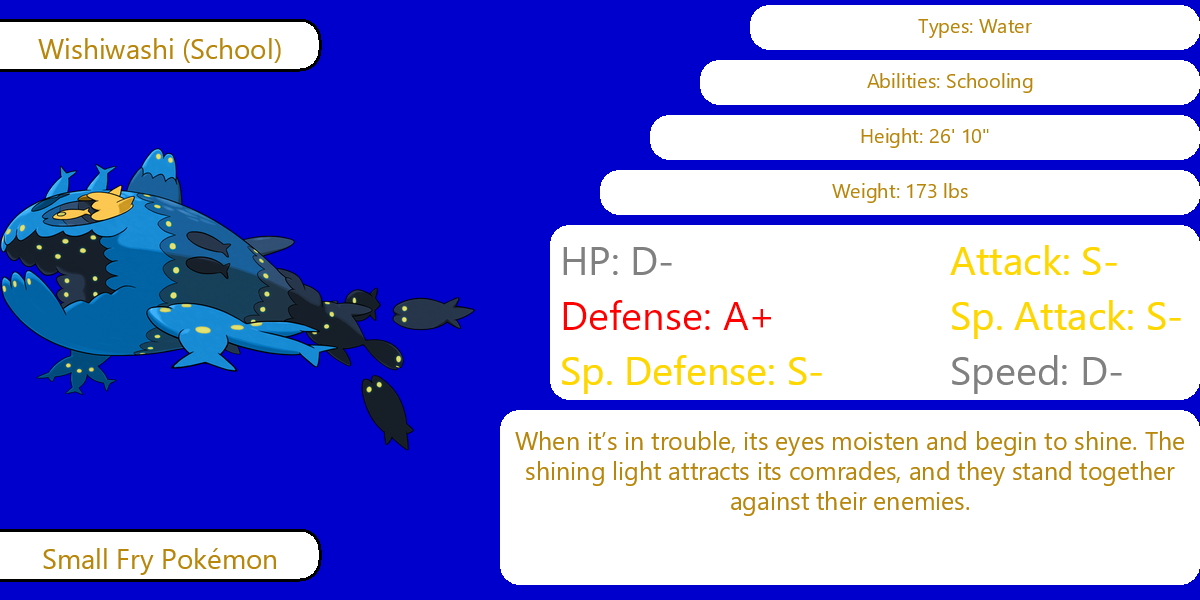 Wishiwashi (School)
Types: Water
Abilities: Schooling
Height: 26' 10"
Weight: 173 lbs
HP: D-
Attack: S-
Defense: A+
Sp. Attack: S-
Sp. Defense: S-
Speed: D-
When it’s in trouble, its eyes moisten and begin to shine. The
shining light attracts its comrades, and they stand together
against their enemies.
Small Fry Pokémon